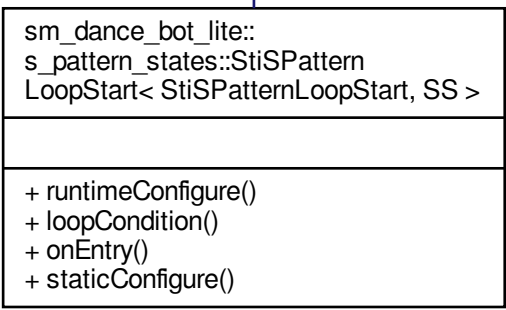 sm_dance_bot_lite::
s_pattern_states::StiSPattern
LoopStart< StiSPatternLoopStart, SS >
+ runtimeConfigure()
+ loopCondition()
+ onEntry()
+ staticConfigure()